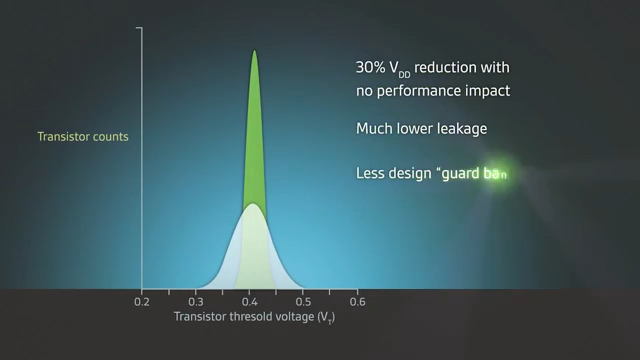 30% VDD reduction with
no performance impact
Transistor counts
Much lower leakage
Less design "guard ban
0.2 0.3 0.4 0.5 0.6
Transistor thresold voltage (VT)